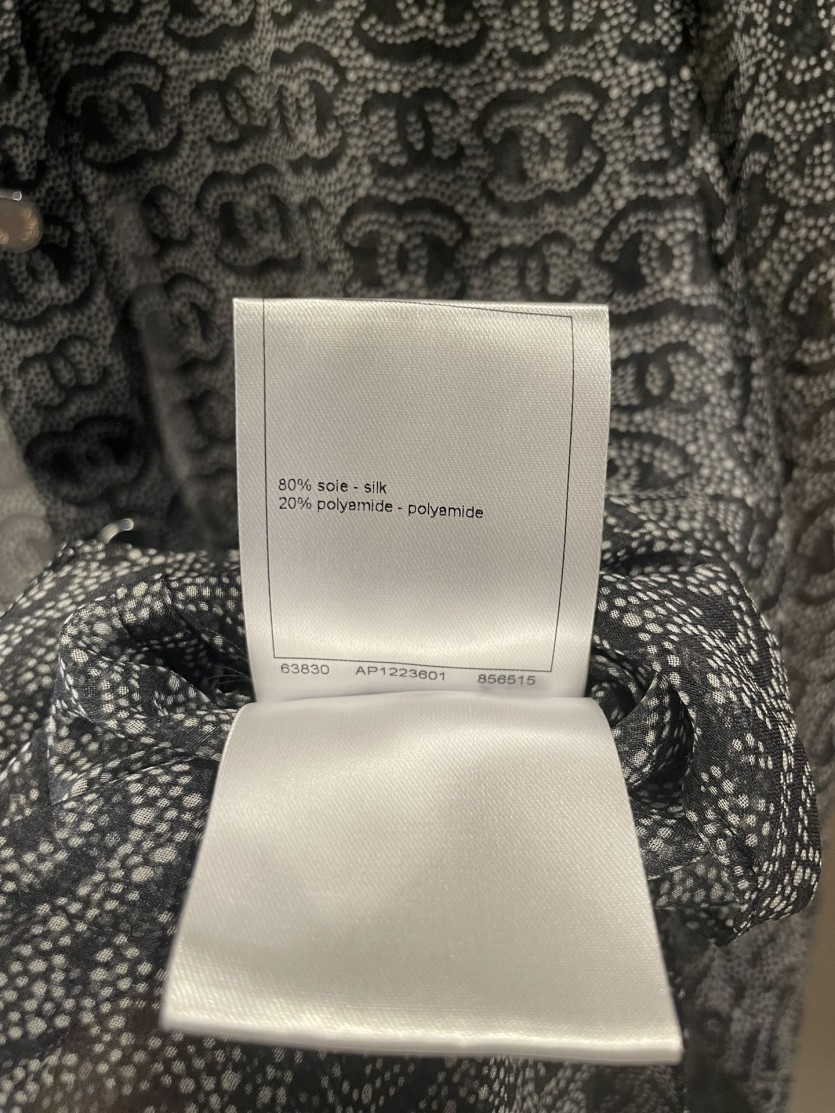 80% soie - silk
20% polyamide - polyamide
63830 AP1223601 856515